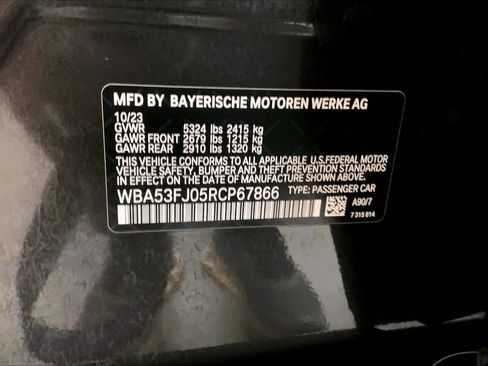 MFD BY BAYERISCHE MOTOREN WERKE AG
10/23
GVWR 5324 lbs 2415 kg
GAWR FRONT 2679 lbs 1215 kg
GAWR REAR 2910 lbs 1320 kg
THIS VEHICLE CONFORMS TO ALL APPLICABLE U.S.FEDERAL MOTOR
VEHICLE SAFETY, BUMPER AND THEFT PREVENTION STANDARDS
IN EFFECT ON THE DATE OF MANUFACTURE SHOWN ABOVE.
WBA53FJ05RCP67866 TYPE: PASSENGER CAR
A90/7
7 315 814